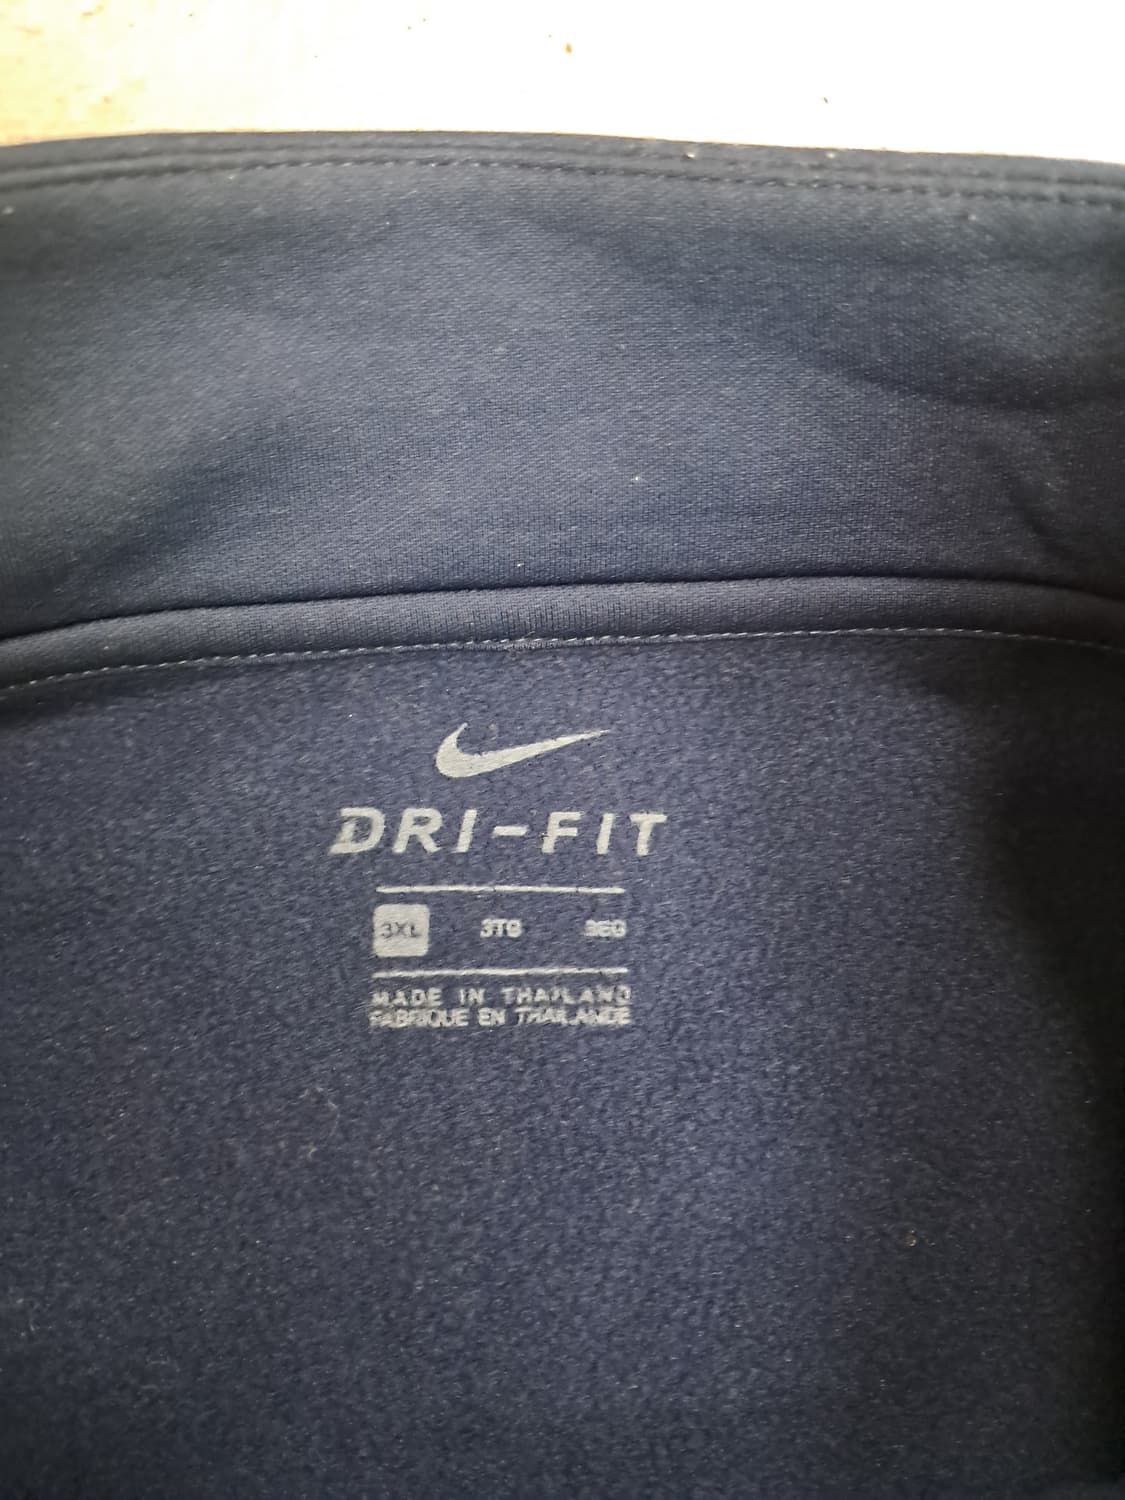 DRI-FIT
3XL 3TG 3EG
MADE IN THAILAND
FABRIQUE EN THAILANDE